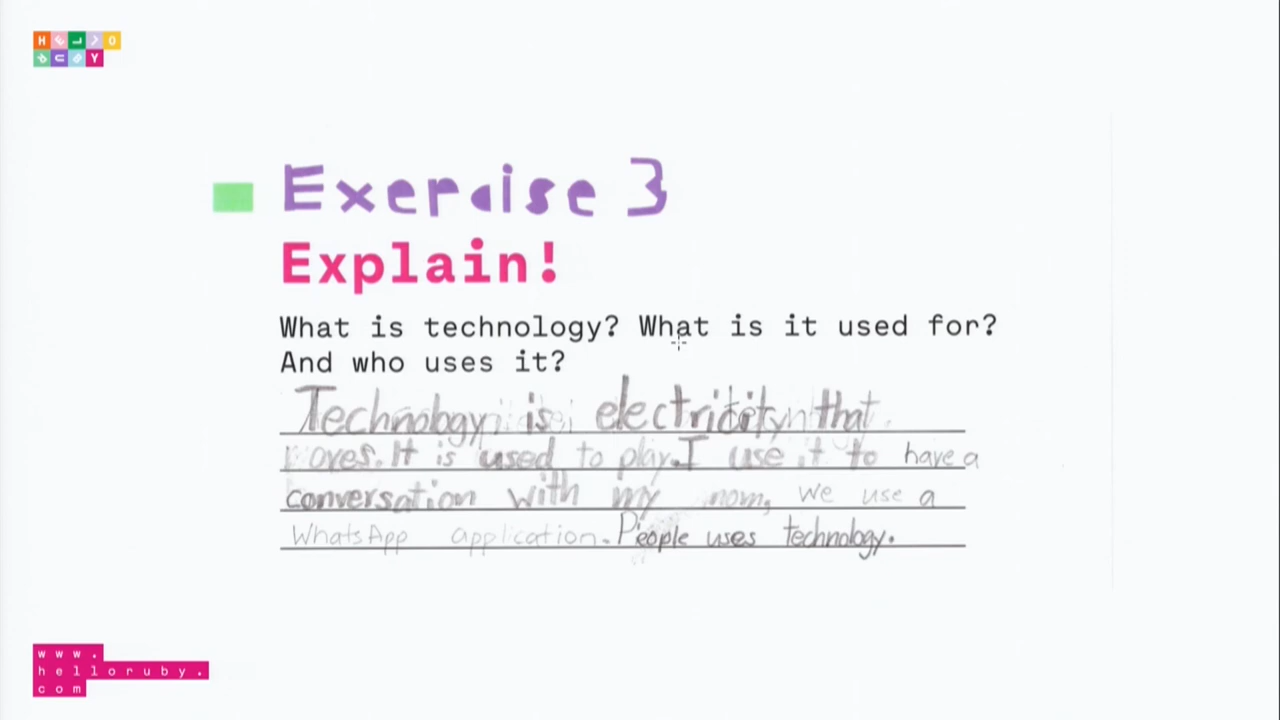 HELLO
RUBY
Exercise 3
Explain!
What is technology? What is it used for?
And who uses it?
Technology is electricity that
moves. It is used to play. I use it to have a
conversation with my mom, we use a
WhatsApp application. People uses technology.
www.
helloruby.
com